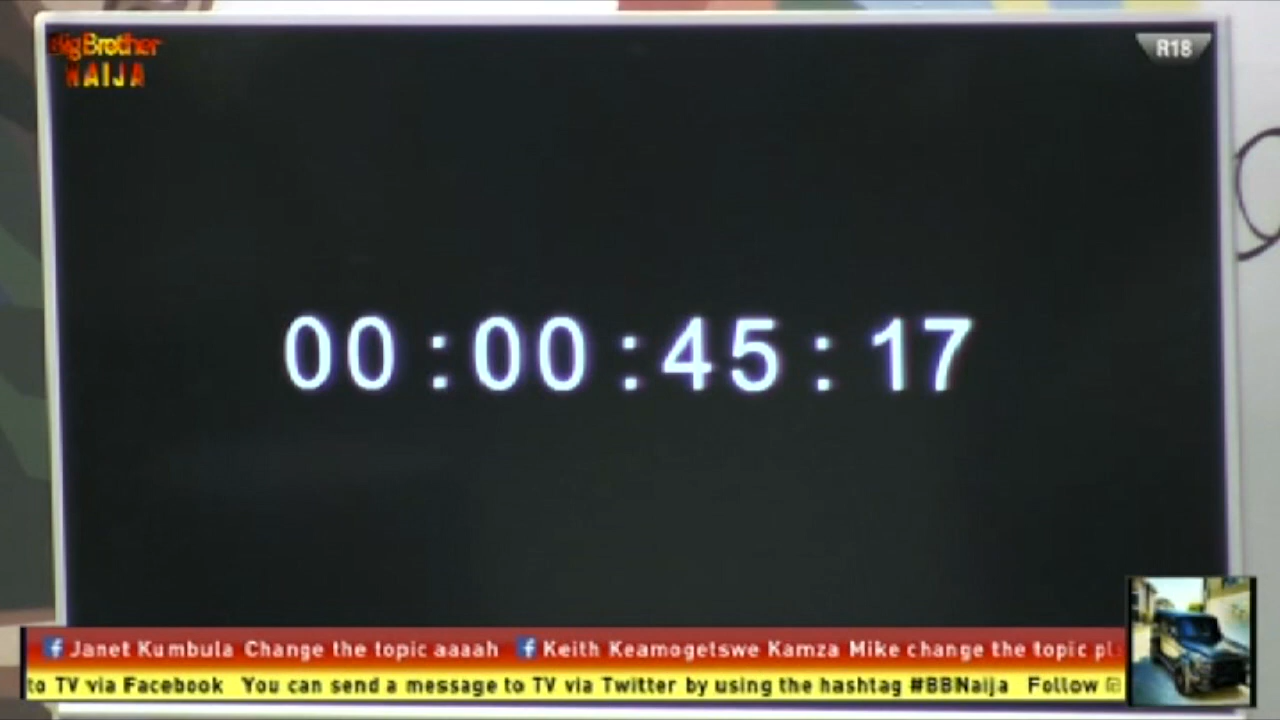 Big Brother
NAIJA
R18
00:00:45:17
Janet Kumbula Change the topic aaaah Keith Keamogetswe Kamza Mike change the topic pl
to TV via Facebook You can send a message to TV via Twitter by using the hashtag #BBNaija Follow